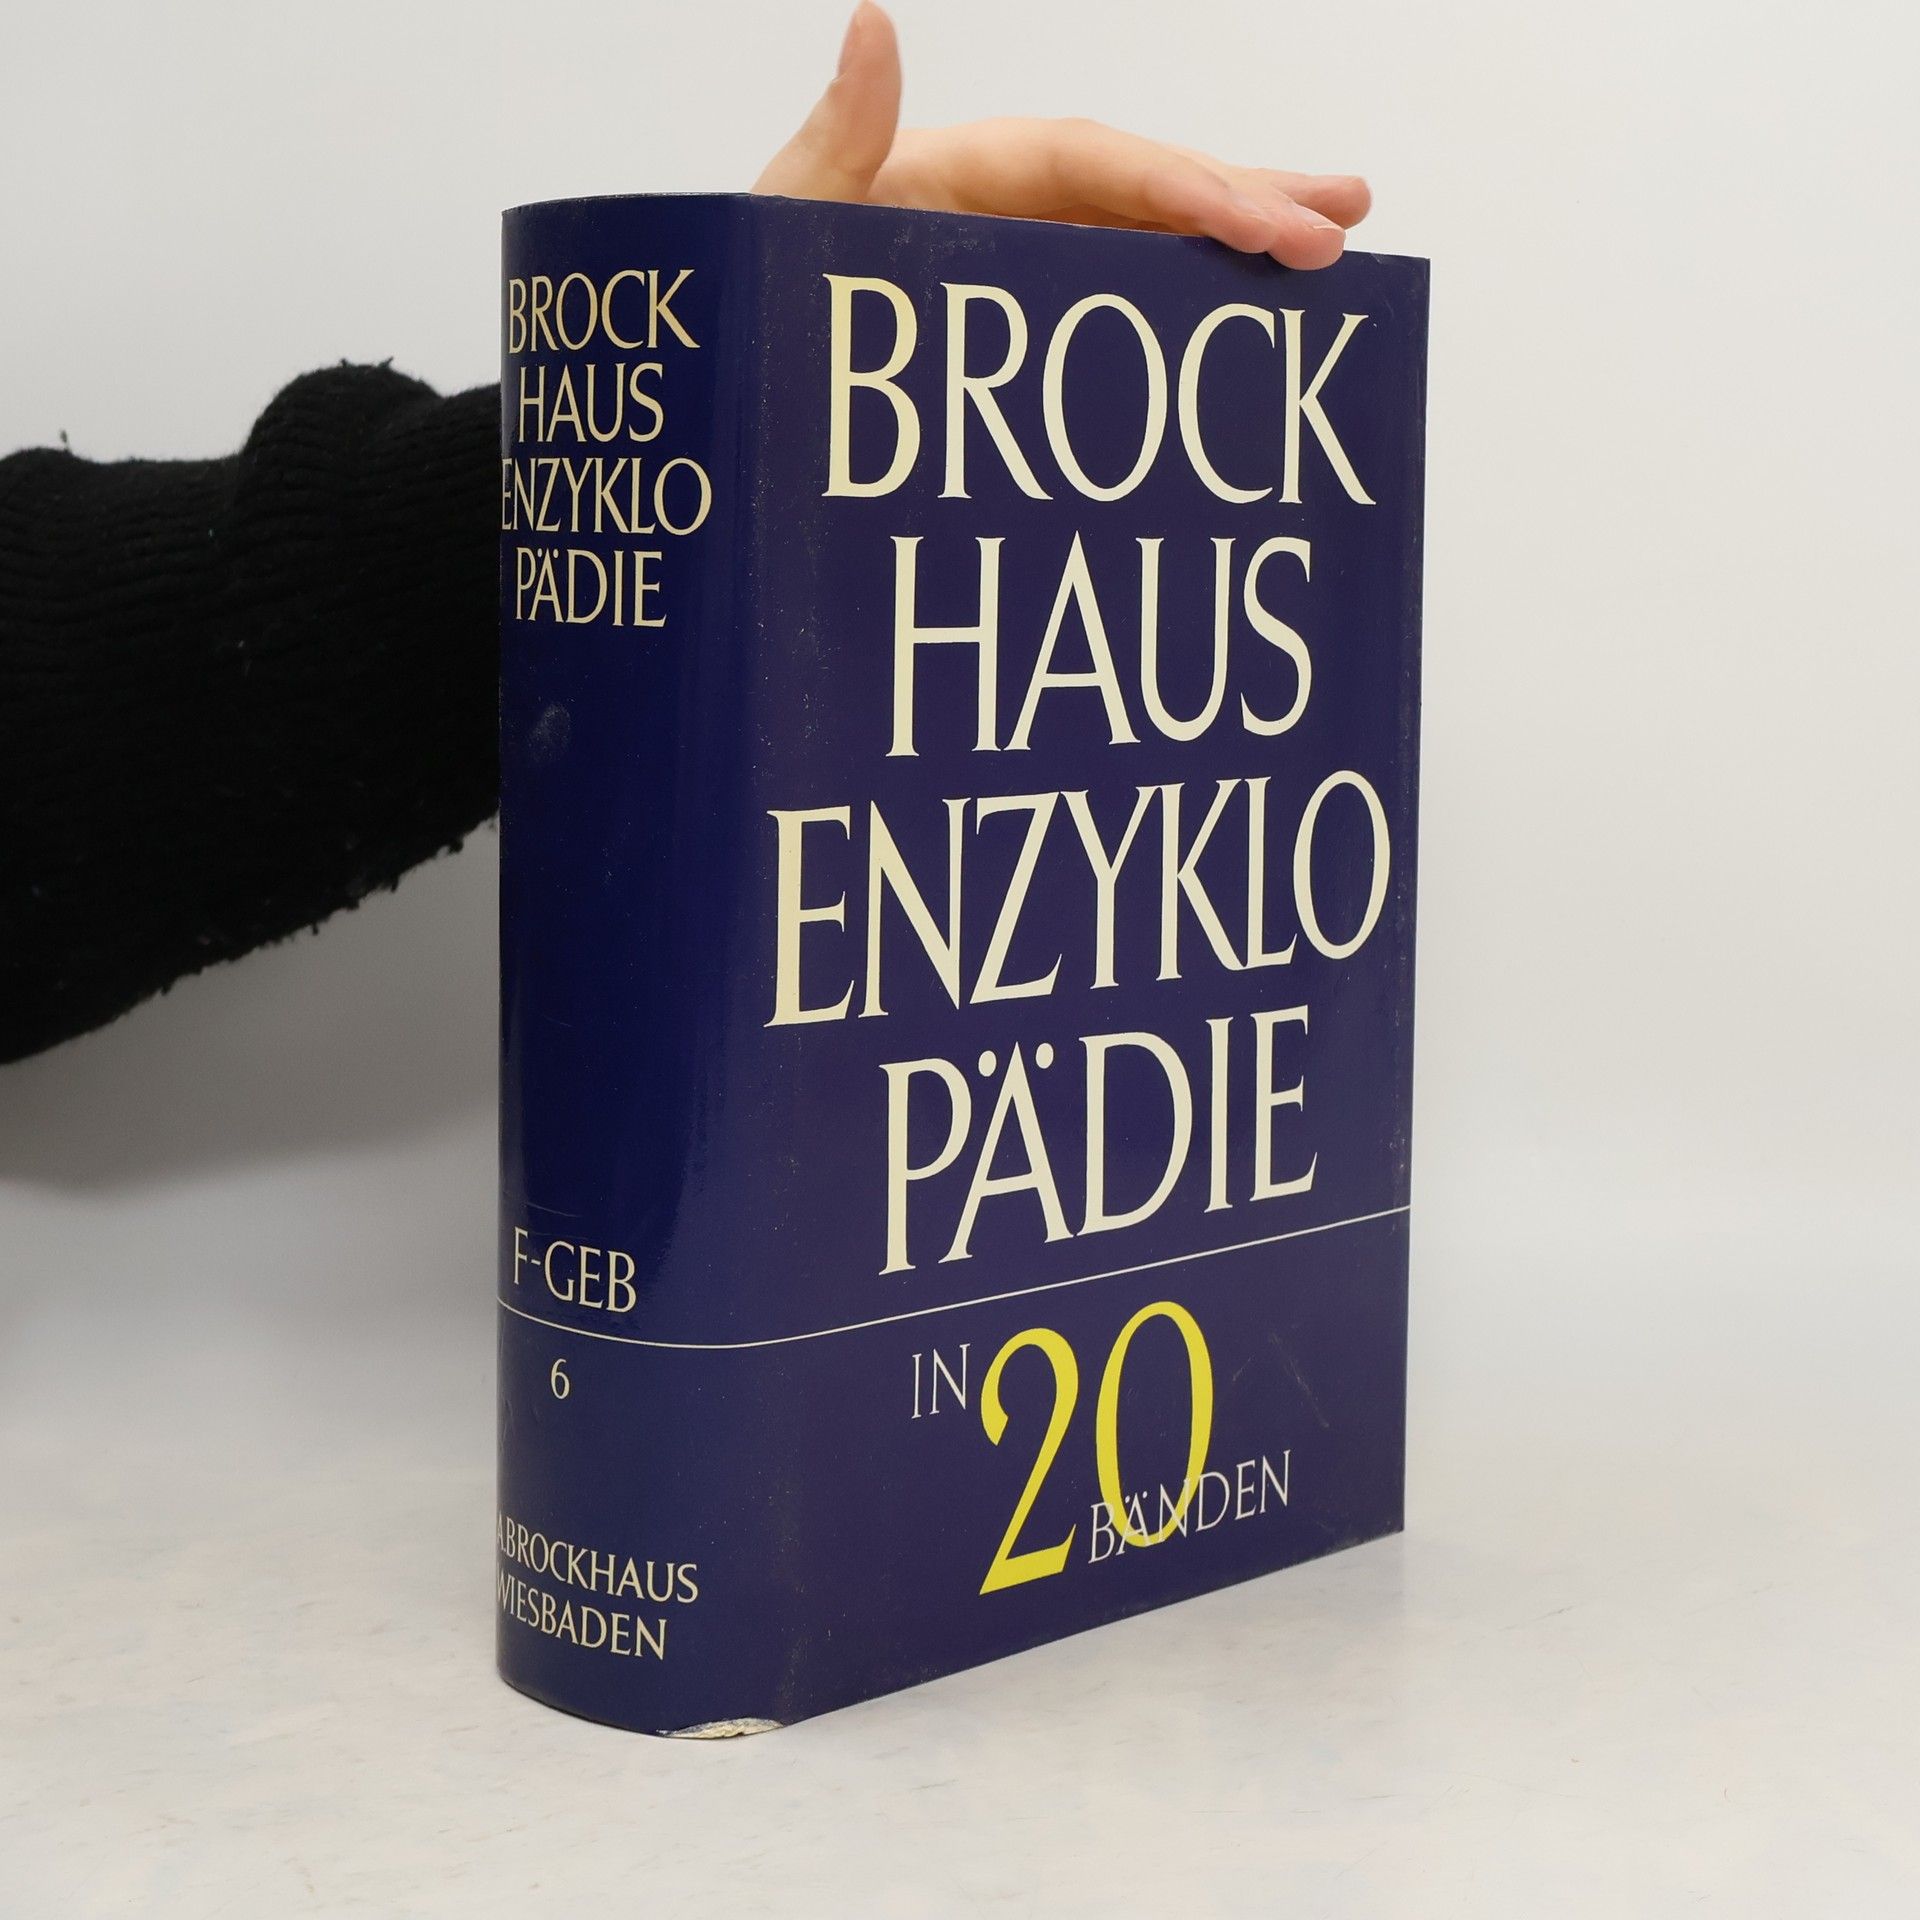 BROCK
HAUS
ENZYKLO
PÄDIE
F-GEB
6
A.BROCKHAUS
WIESBADEN
BROCK
HAUS
ENZYKLO
PÄDIE
IN 20
BÄNDEN